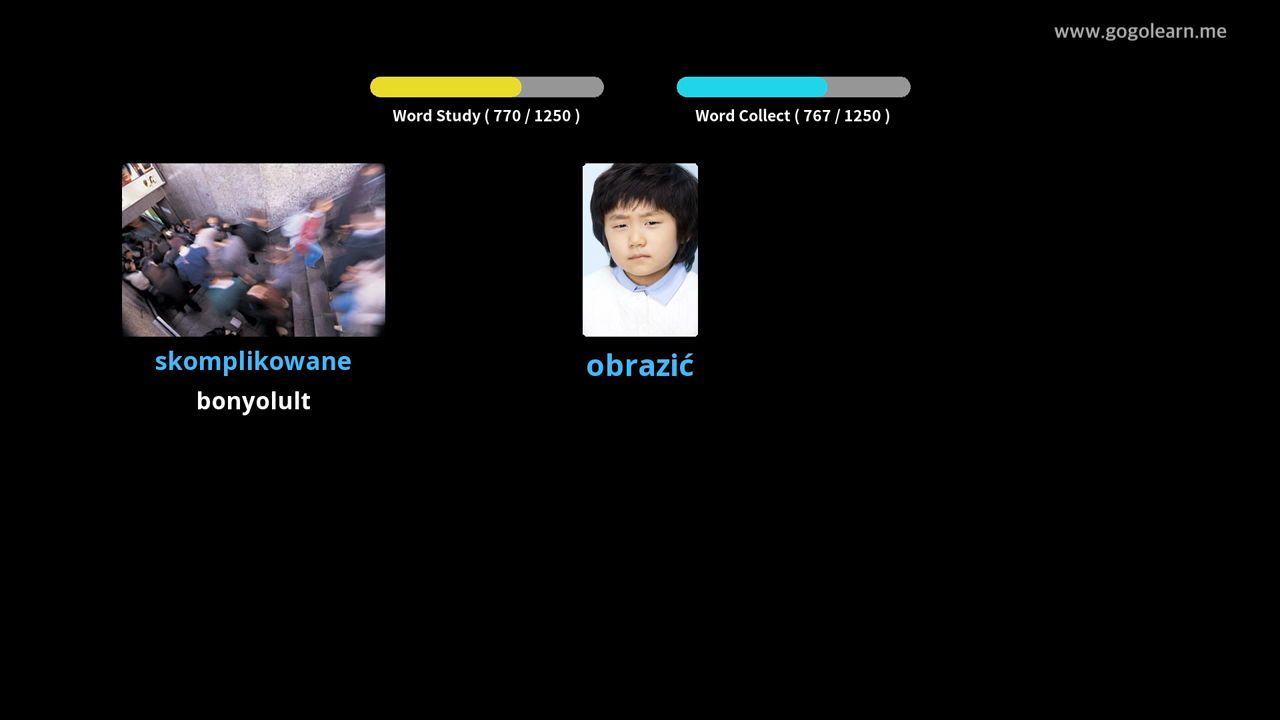 www.gogolearn.me
Word Study ( 770 / 1250 )
Word Collect ( 767 / 1250 )
skomplikowane
bonyolult
obrazić